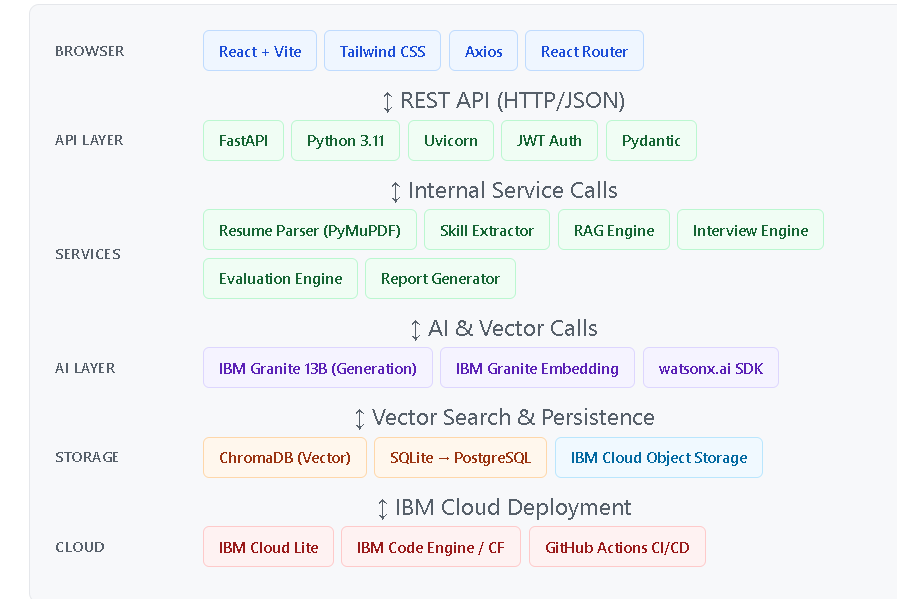 BROWSER
React + Vite Tailwind CSS Axios React Router
↕ REST API (HTTP/JSON)
API LAYER
FastAPI Python 3.11 Uvicorn JWT Auth Pydantic
↕ Internal Service Calls
SERVICES
Resume Parser (PyMuPDF) Skill Extractor RAG Engine Interview Engine
Evaluation Engine Report Generator
↕ AI & Vector Calls
AI LAYER
IBM Granite 13B (Generation) IBM Granite Embedding watsonx.ai SDK
↕ Vector Search & Persistence
STORAGE
ChromaDB (Vector) SQLite → PostgreSQL IBM Cloud Object Storage
↕ IBM Cloud Deployment
CLOUD
IBM Cloud Lite IBM Code Engine / CF GitHub Actions CI/CD